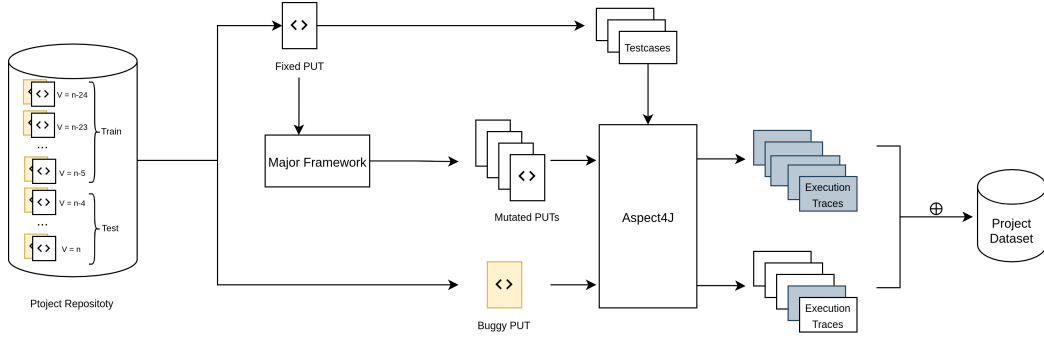 V = n-24
V = n-23
...
V = n-5
Train
V = n-4
...
V = n
Test
Ptoject Repositoty
Fixed PUT
Major Framework
Testcases
Mutated PUTs
Buggy PUT
Aspect4J
Execution
Traces
Execution
Traces
Project
Dataset